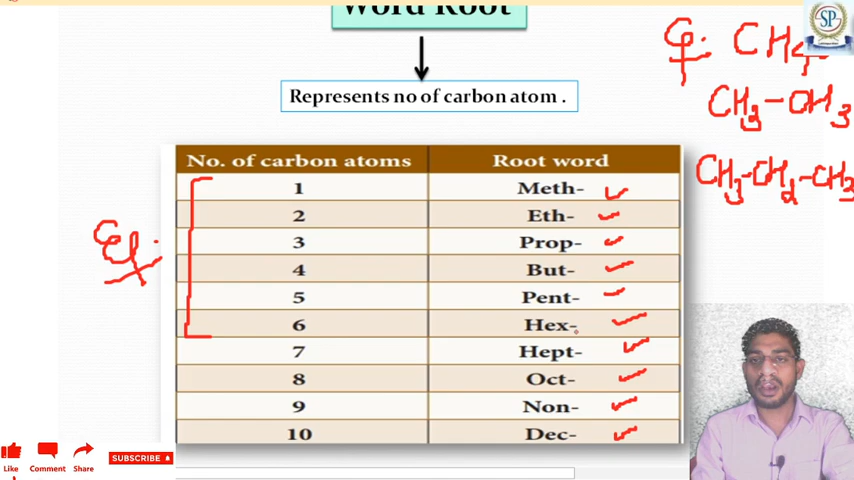 Word Root
Represents no of carbon atom .
No. of carbon atoms Root word
1 Meth-
2 Eth-
3 Prop-
4 But-
5 Pent-
6 Hex-
7 Hept-
8 Oct-
9 Non-
10 Dec-
CH4
CH3-CH3
CH3-CH2-CH3
SP
Like Comment Share SUBSCRIBE